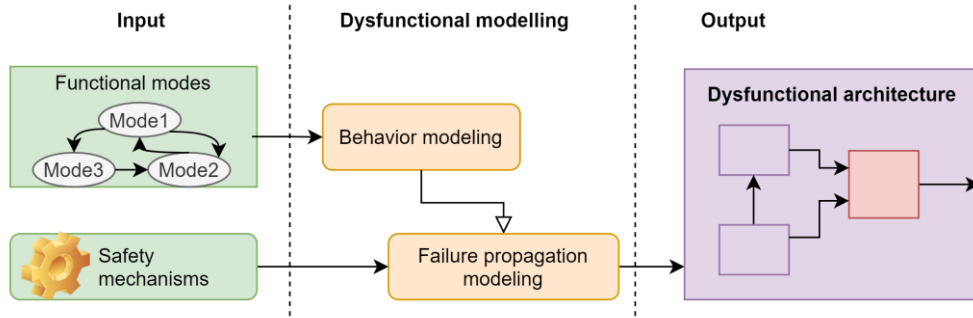 Input
Dysfunctional modelling
Output
Functional modes
Mode1
Mode3
Mode2
Behavior modeling
Dysfunctional architecture
Safety
mechanisms
Failure propagation
modeling